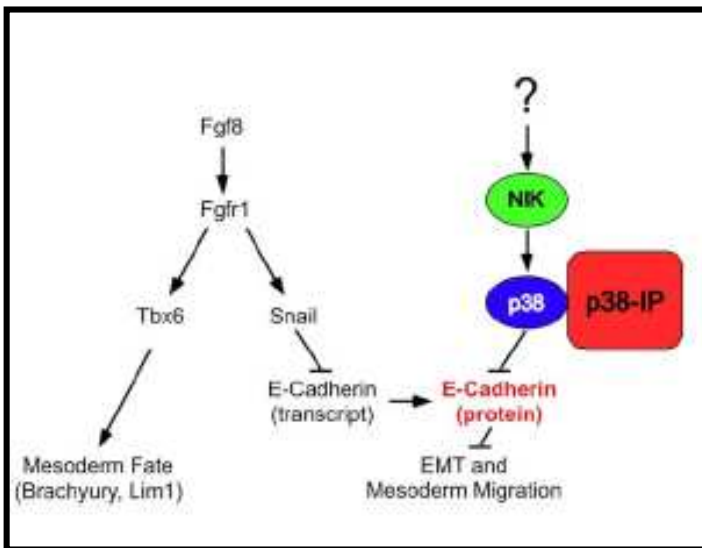 ?
Fgf8
NIK
Fgfr1
p38
p38-IP
Tbx6
Snail
E-Cadherin
(transcript)
E-Cadherin
(protein)
Mesoderm Fate
(Brachyury, Lim1)
EMT and
Mesoderm Migration